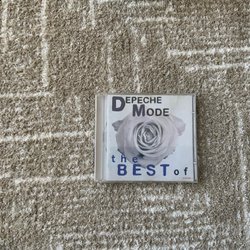 DEPECHE
MODE
the
BEST of